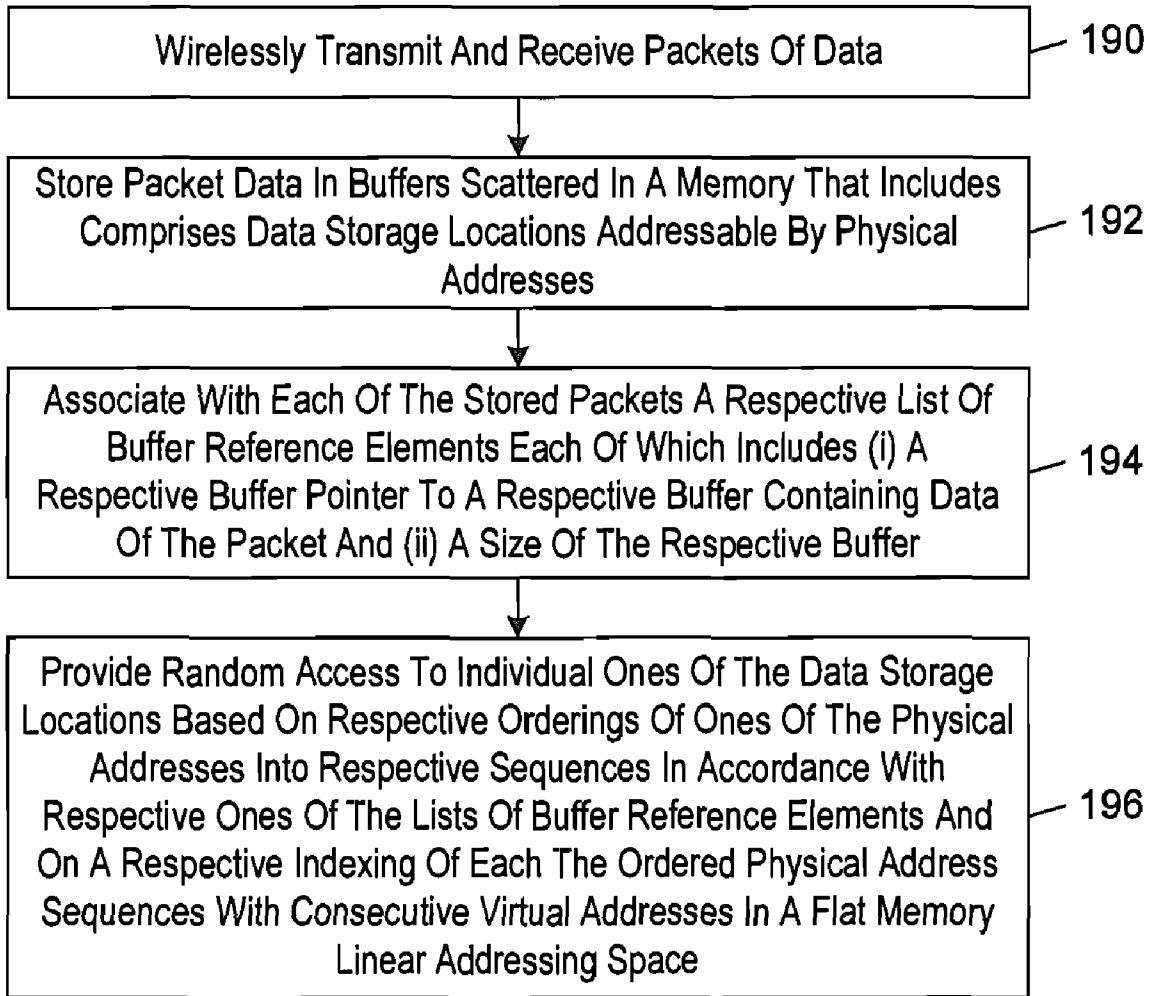 Wirelessly Transmit And Receive Packets Of Data
190
Store Packet Data In Buffers Scattered In A Memory That Includes
Comprises Data Storage Locations Addressable By Physical
Addresses
192
Associate With Each Of The Stored Packets A Respective List Of
Buffer Reference Elements Each Of Which Includes (i) A
Respective Buffer Pointer To A Respective Buffer Containing Data
Of The Packet And (ii) A Size Of The Respective Buffer
194
Provide Random Access To Individual Ones Of The Data Storage
Locations Based On Respective Orderings Of Ones Of The Physical
Addresses Into Respective Sequences In Accordance With
Respective Ones Of The Lists Of Buffer Reference Elements And
On A Respective Indexing Of Each The Ordered Physical Address
Sequences With Consecutive Virtual Addresses In A Flat Memory
Linear Addressing Space
196